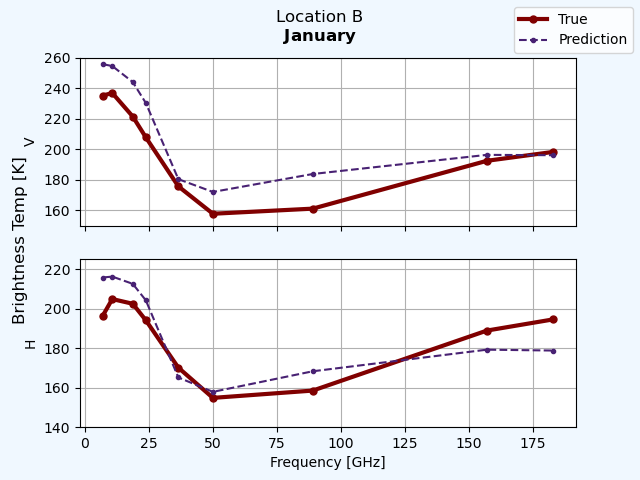 Location B
January
True
Prediction
Brightness Temp [K]
V
260
240
220
200
180
160
H
220
200
180
160
140
0
25
50
75
100
125
150
175
Frequency [GHz]